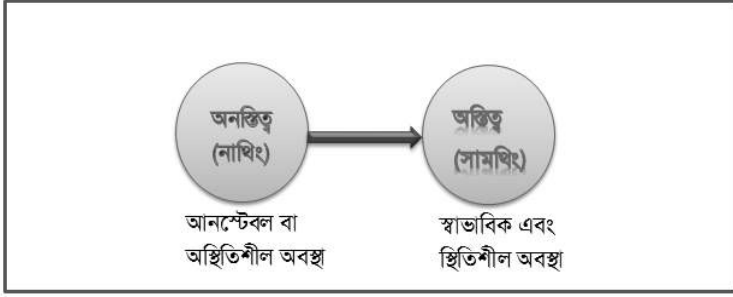 অনস্তিত্ব
(নাথিং)
অস্তিত্ব
(সামথিং)
আনস্টেবল বা
অস্থিতিশীল অবস্থা
স্বাভাবিক এবং
স্থিতিশীল অবস্থা